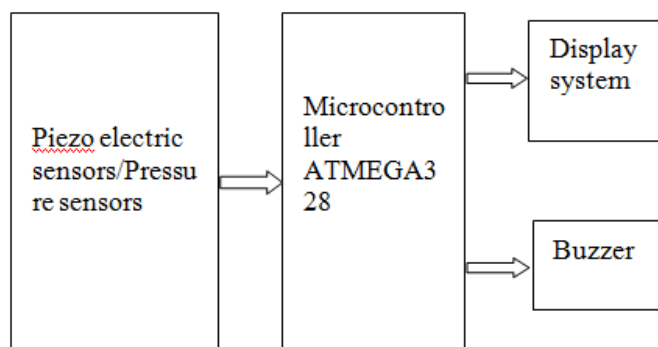 Piezo electric
sensors/Pressu
re sensors
Microcontro
ller
ATMEGA3
28
Display
system
Buzzer